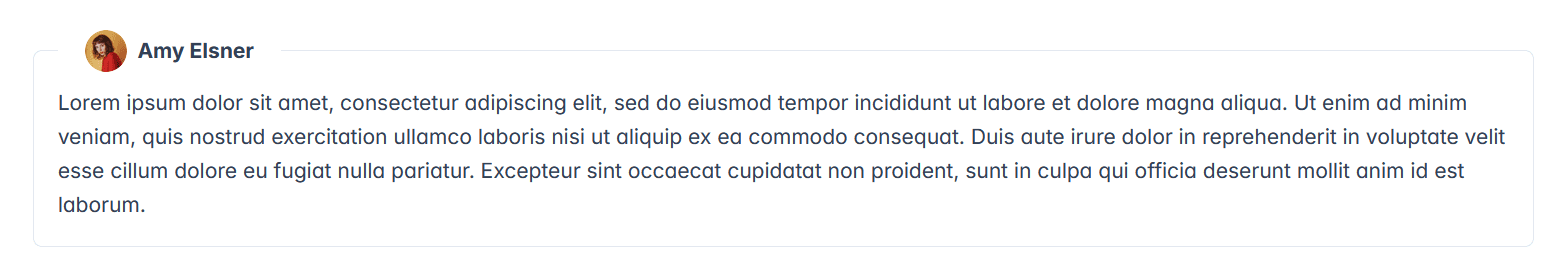 Amy Elsner
Lorem ipsum dolor sit amet, consectetur adipiscing elit, sed do eiusmod tempor incididunt ut labore et dolore magna aliqua. Ut enim ad minim
veniam, quis nostrud exercitation ullamco laboris nisi ut aliquip ex ea commodo consequat. Duis aute irure dolor in reprehenderit in voluptate velit
esse cillum dolore eu fugiat nulla pariatur. Excepteur sint occaecat cupidatat non proident, sunt in culpa qui officia deserunt mollit anim id est
laborum.